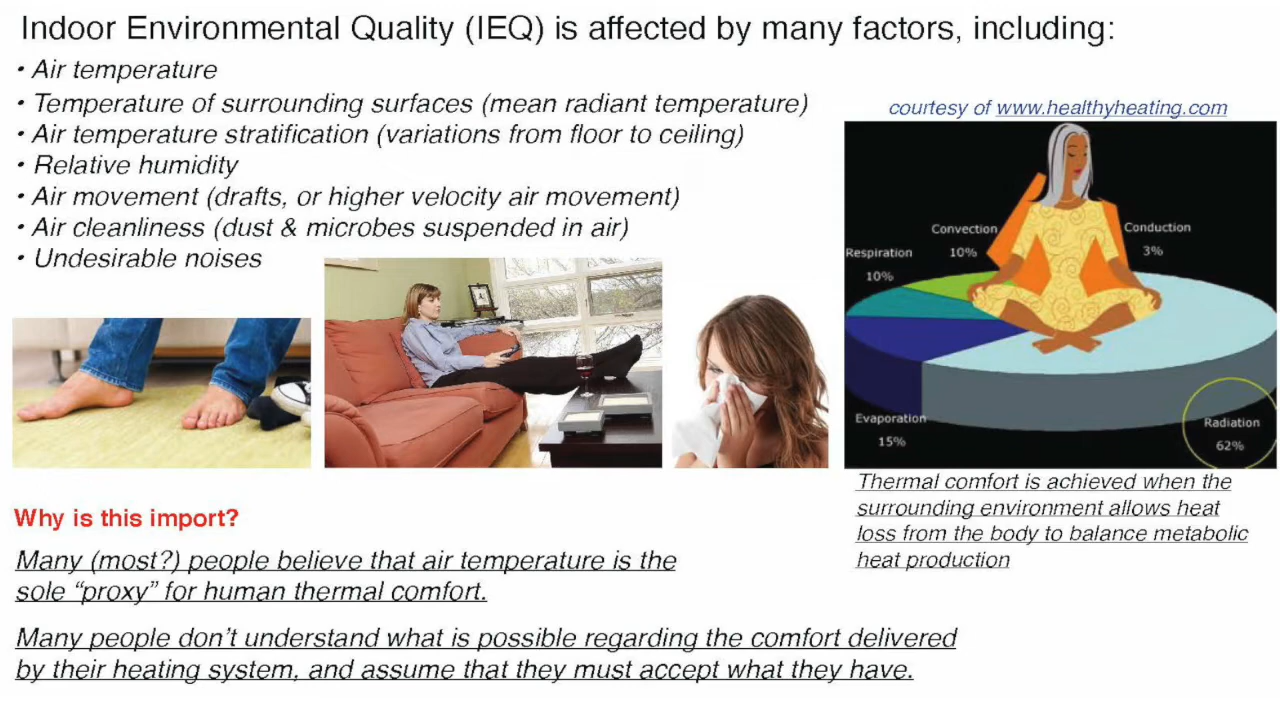 Indoor Environmental Quality (IEQ) is affected by many factors, including:
• Air temperature
• Temperature of surrounding surfaces (mean radiant temperature)
• Air temperature stratification (variations from floor to ceiling)
• Relative humidity
• Air movement (drafts, or higher velocity air movement)
• Air cleanliness (dust & microbes suspended in air)
• Undesirable noises
courtesy of www.healthyheating.com
Convection
10%
Conduction
3%
Respiration
10%
Evaporation
15%
Radiation
62%
Thermal comfort is achieved when the
surrounding environment allows heat
loss from the body to balance metabolic
heat production
Why is this import?
Many (most?) people believe that air temperature is the
sole “proxy” for human thermal comfort.
Many people don’t understand what is possible regarding the comfort delivered
by their heating system, and assume that they must accept what they have.